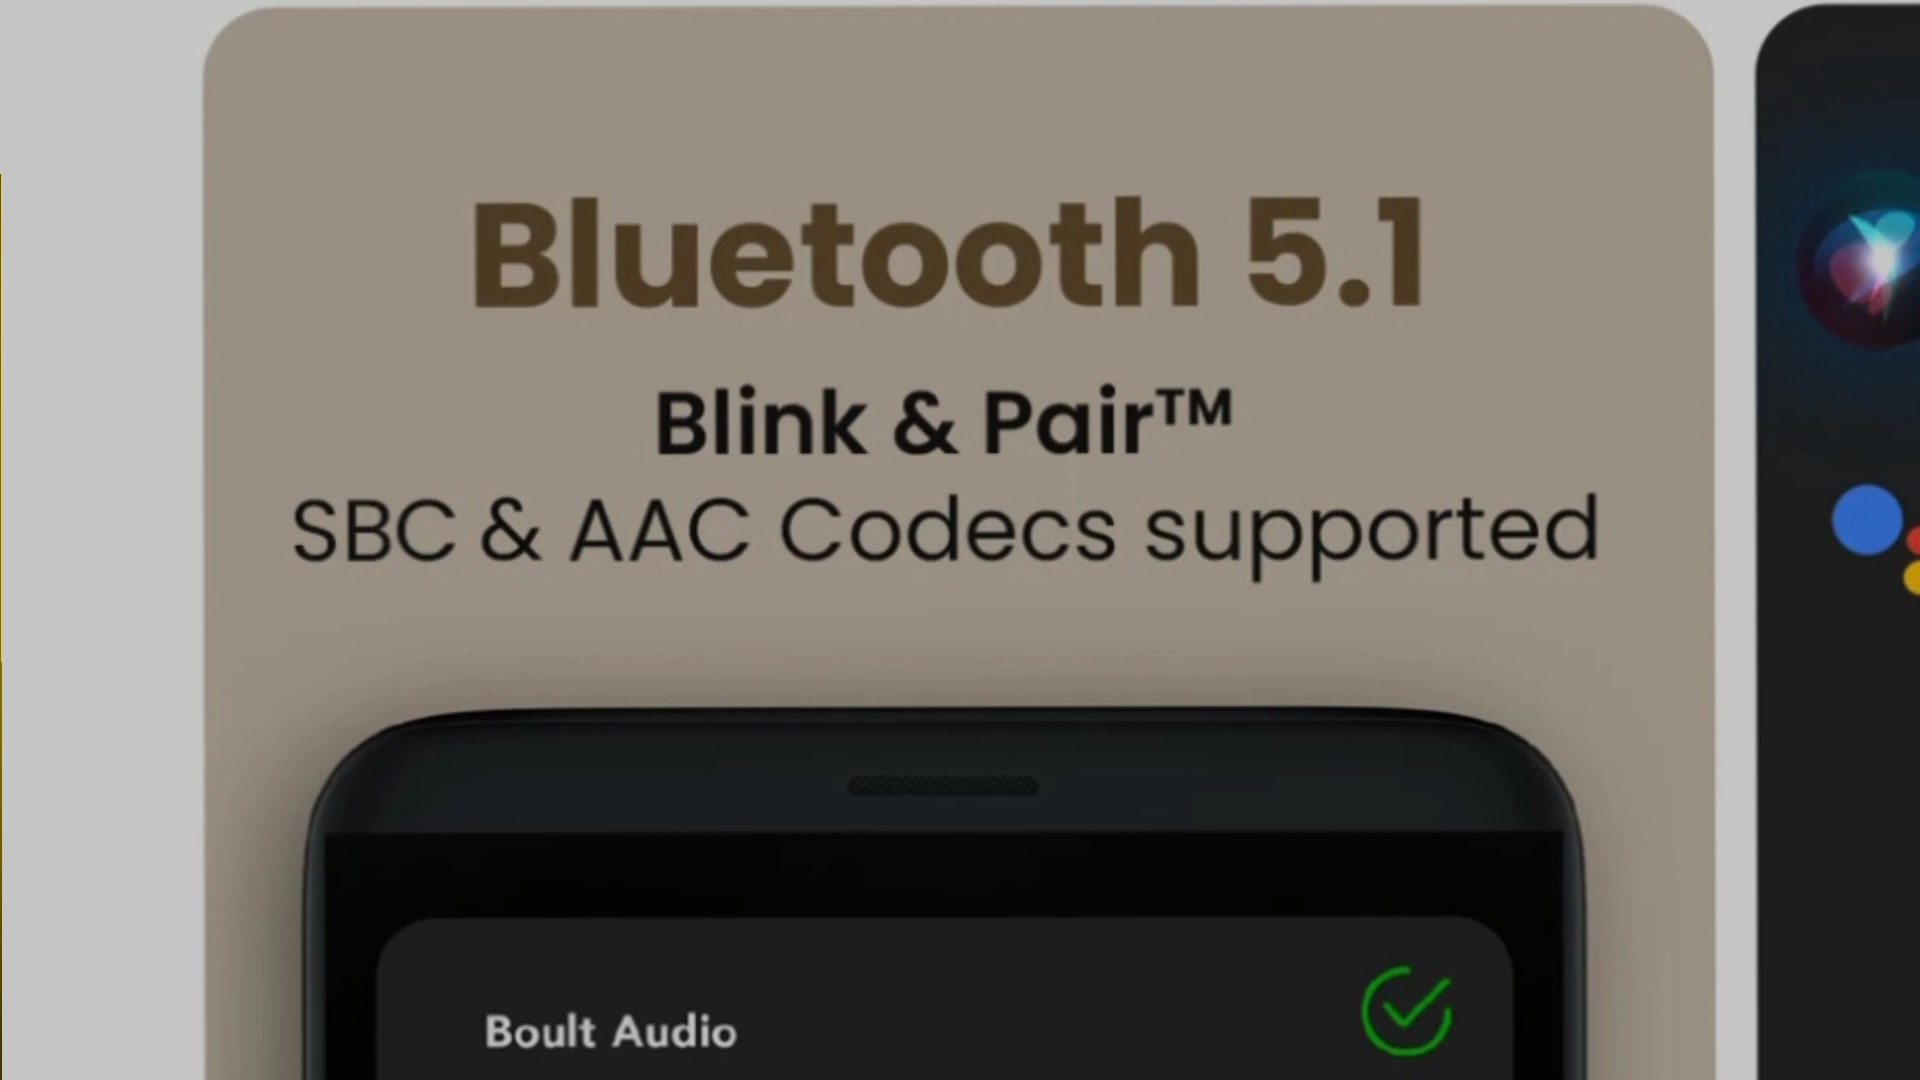 Bluetooth 5.1
Blink & Pair™
SBC & AAC Codecs supported
Boult Audio